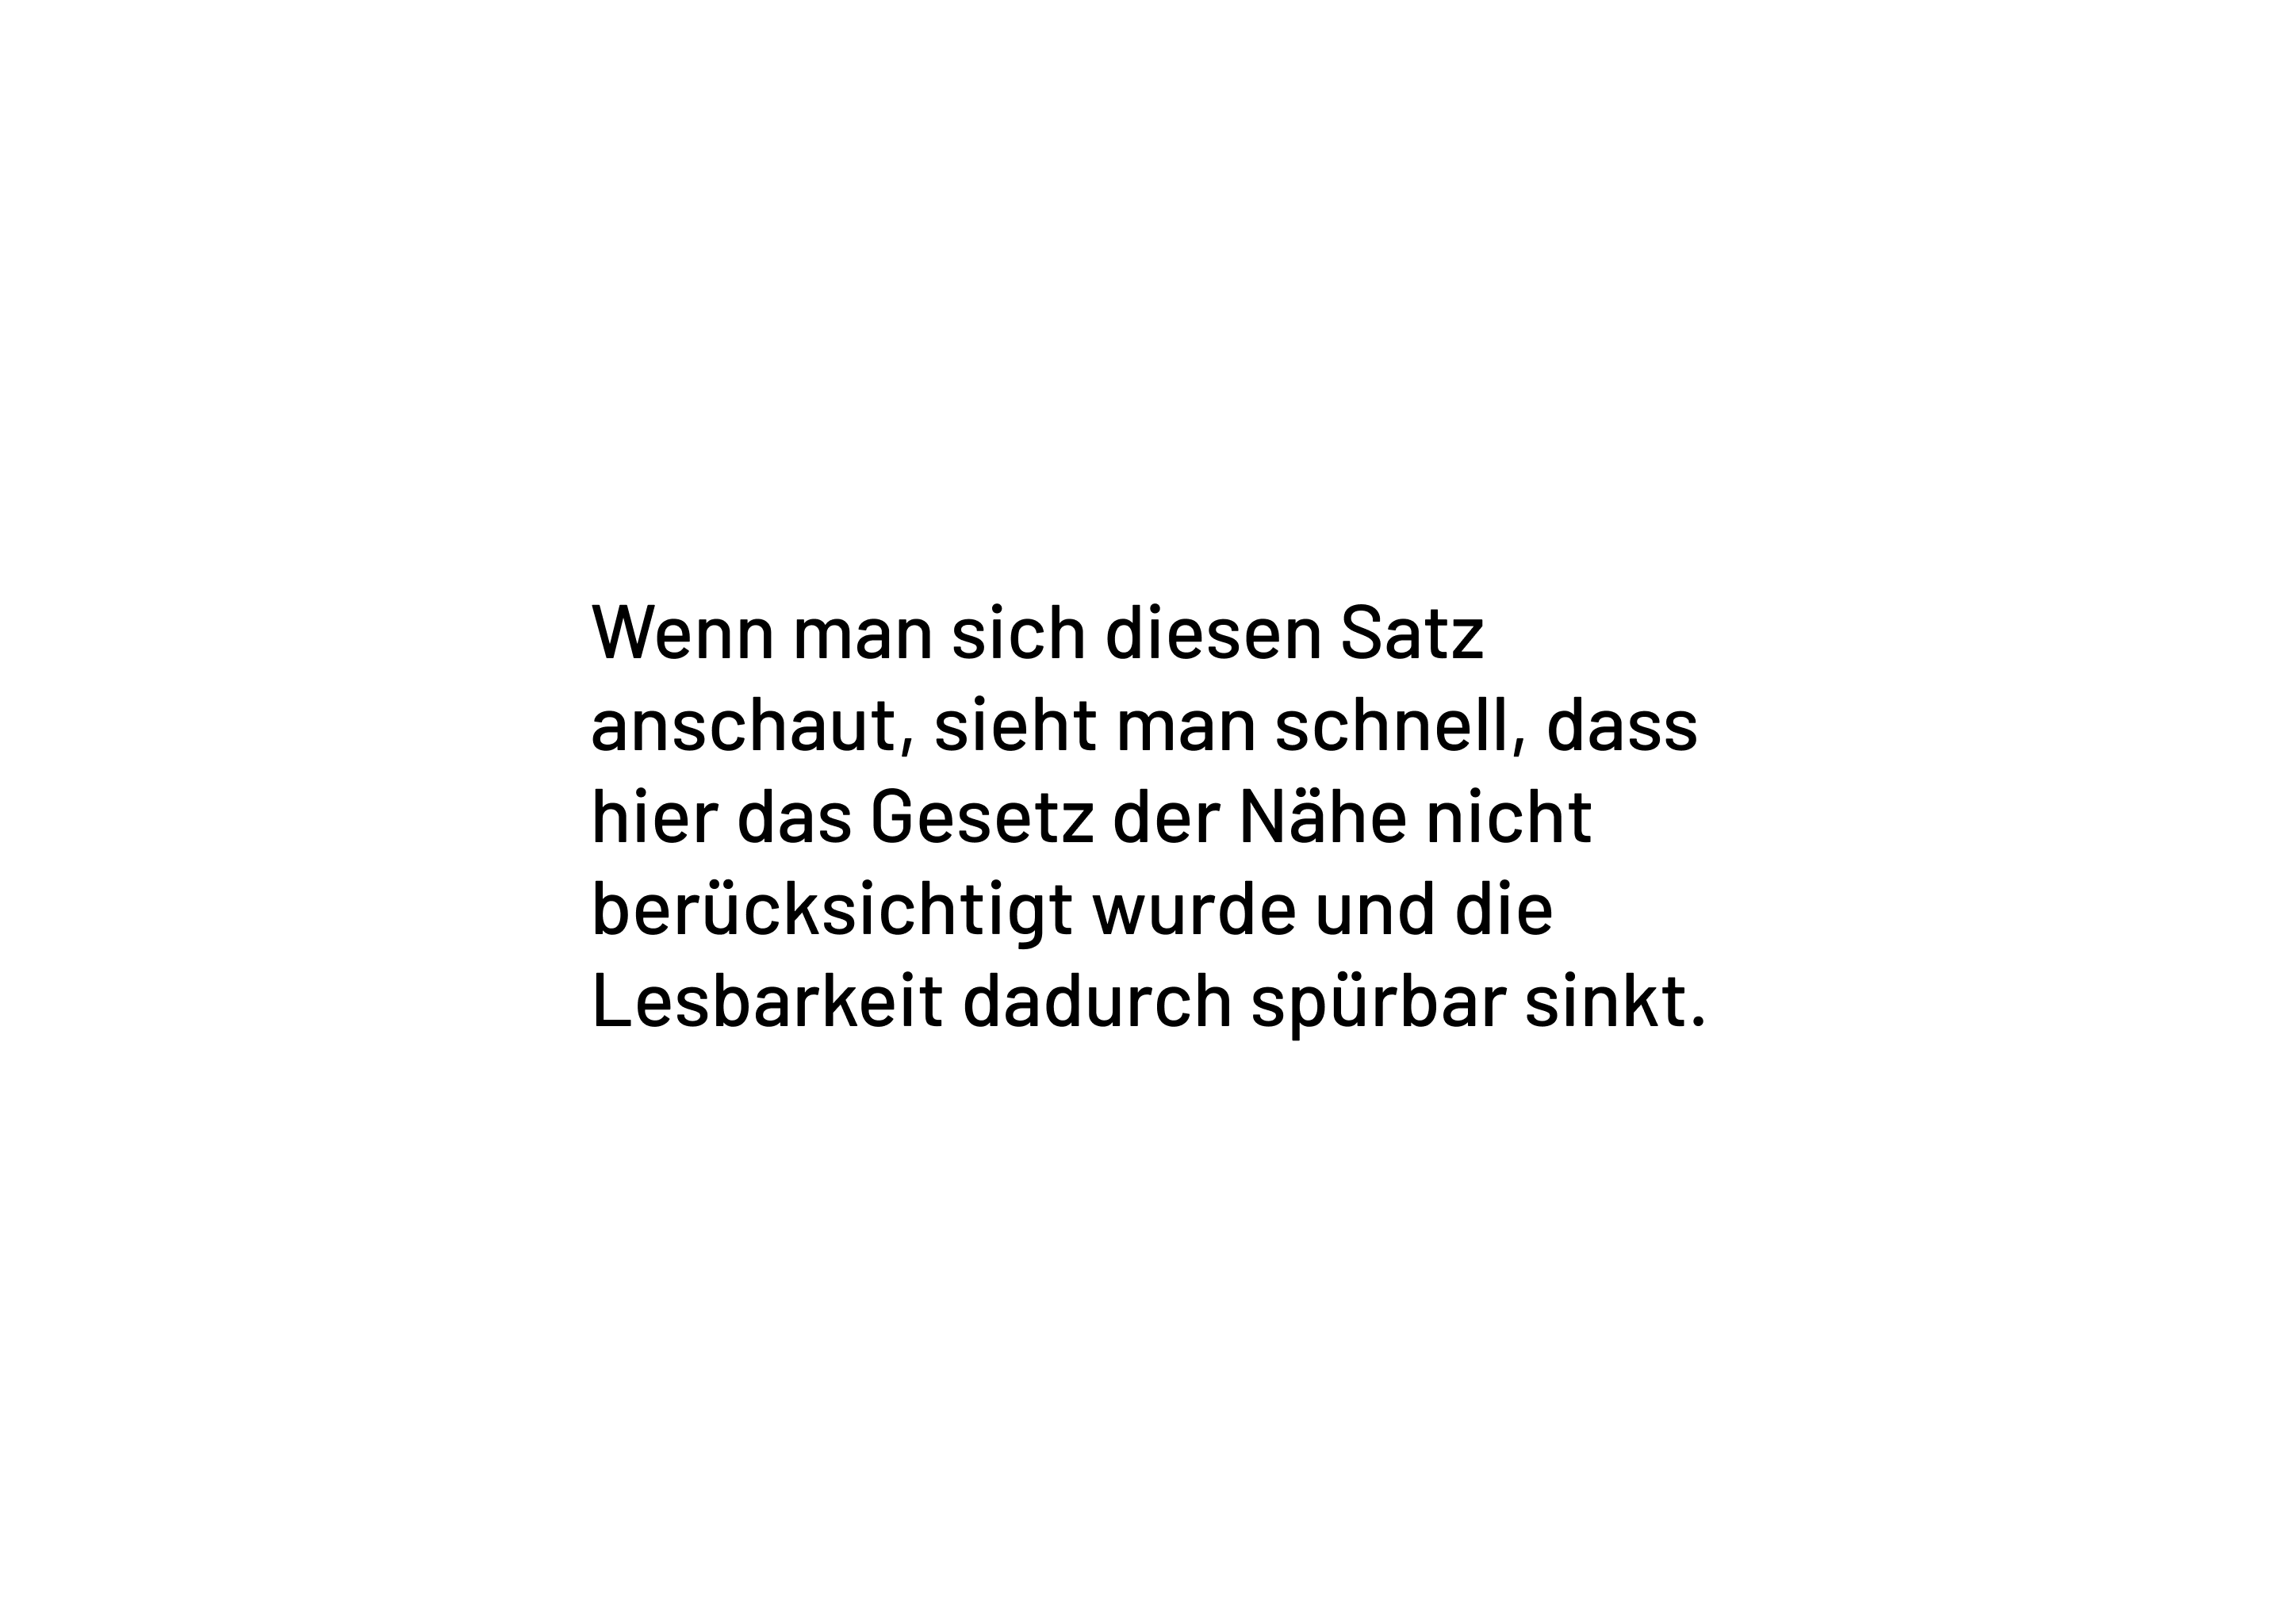 Wenn man sich diesen Satz
anschaut, sieht man schnell, dass
hier das Gesetz der Nähe nicht
berücksichtigt wurde und die
Lesbarkeit dadurch spürbar sinkt.